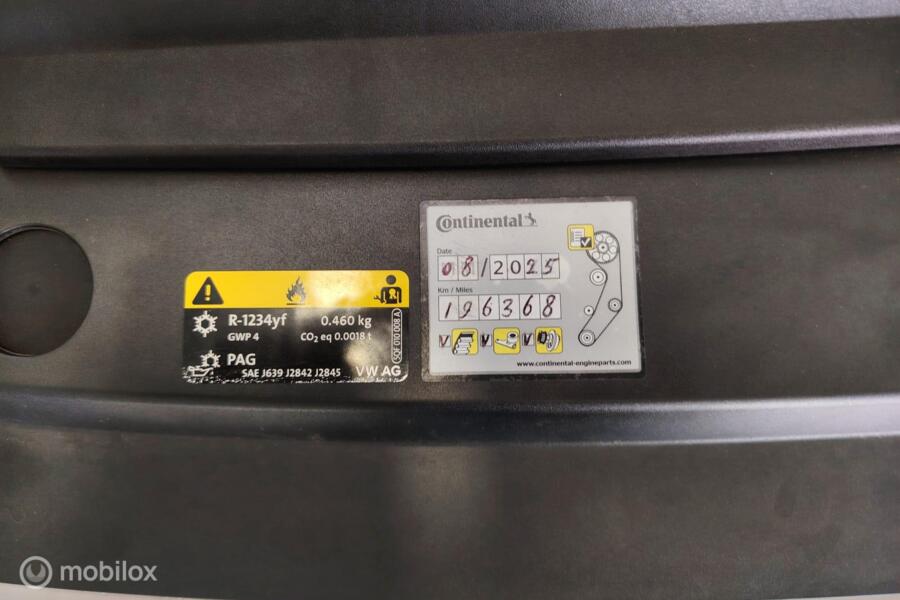 Continental
Date
08/2025
Km / Miles
196368
V V V
www.continental-engineparts.com
R-1234yf 0.460 kg
GWP 4 CO₂ eq 0.0018 t
PAG
SAE J639 J2842 J2845 VW AG
5QF 010 008 A
mobilox